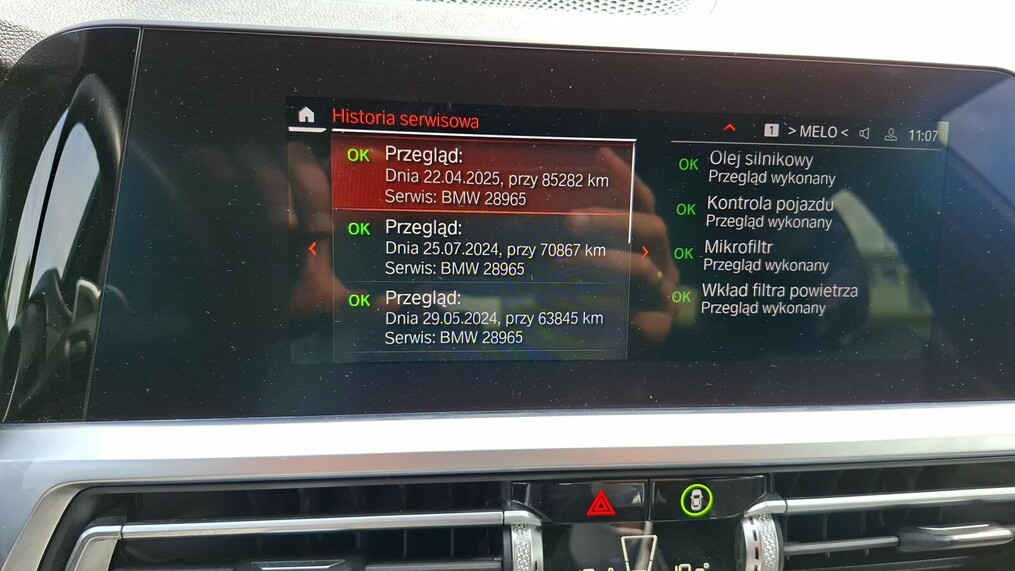 Historia serwisowa
1 > MELO < 11:07
OK Przegląd:
Dnia 22.04.2025, przy 85282 km
Serwis: BMW 28965
OK Przegląd:
Dnia 25.07.2024, przy 70867 km
Serwis: BMW 28965
OK Przegląd:
Dnia 29.05.2024, przy 63845 km
Serwis: BMW 28965
OK Olej silnikowy
Przegląd wykonany
OK Kontrola pojazdu
Przegląd wykonany
OK Mikrofiltr
Przegląd wykonany
OK Wkład filtra powietrza
Przegląd wykonany